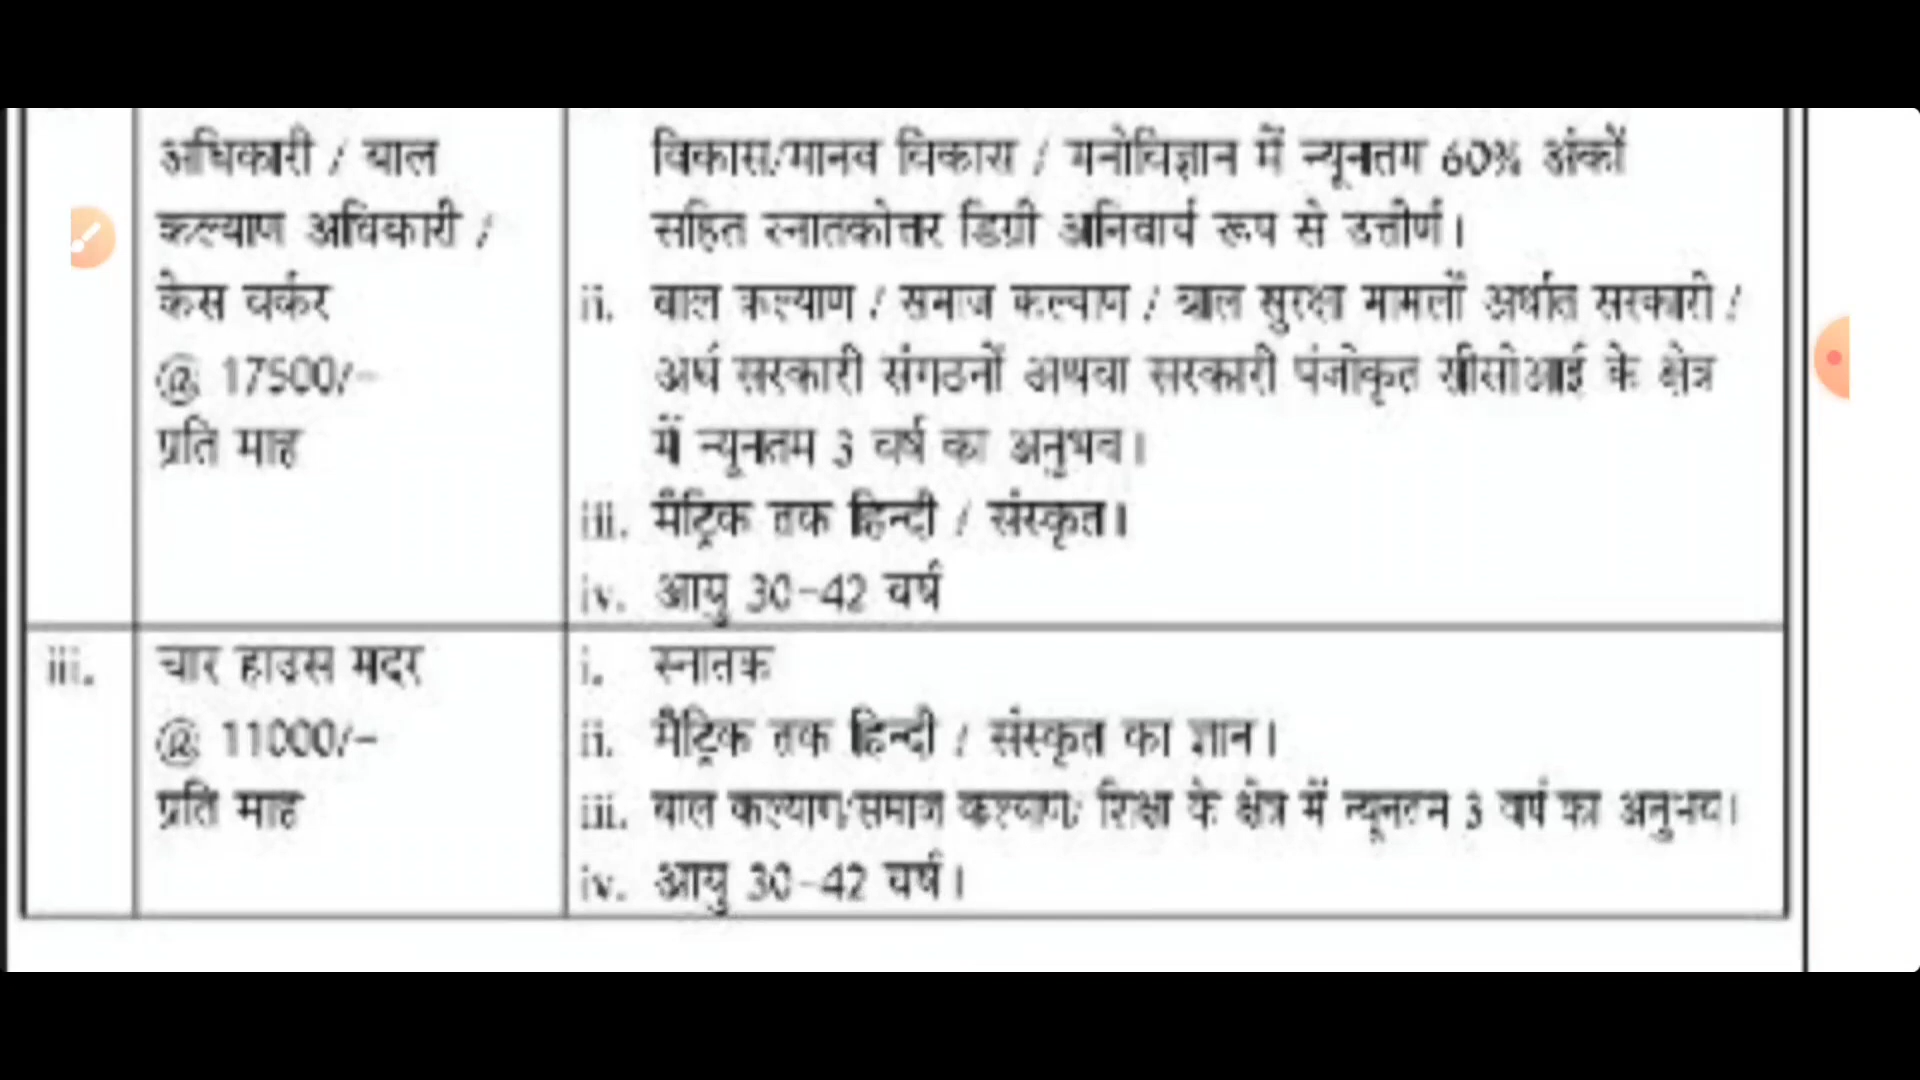 अधिकारी / बाल
कल्याण अधिकारी /
केस वर्कर
@ 17500/-
प्रति माह
विकास/मानव विकास / मनोविज्ञान में न्यूनतम 60% अंकों
सहित स्नातकोत्तर डिग्री अनिवार्य रूप से उत्तीर्ण।
ii. बाल कल्याण / समाज कल्याण / बाल सुरक्षा मामलों अर्थात सरकारी /
अर्ध सरकारी संगठनों अथवा सरकारी पंजीकृत सीसीआई के क्षेत्र
में न्यूनतम 3 वर्ष का अनुभव।
iii. मैट्रिक तक हिन्दी / संस्कृत।
iv. आयु 30-42 वर्ष
iii. चार हाउस मदर
@ 11000/-
प्रति माह
i. स्नातक
ii. मैट्रिक तक हिन्दी / संस्कृत का ज्ञान।
iii. बाल कल्याण/समाज कल्याण/ शिक्षा के क्षेत्र में न्यूनतम 3 वर्ष का अनुभव।
iv. आयु 30-42 वर्ष।